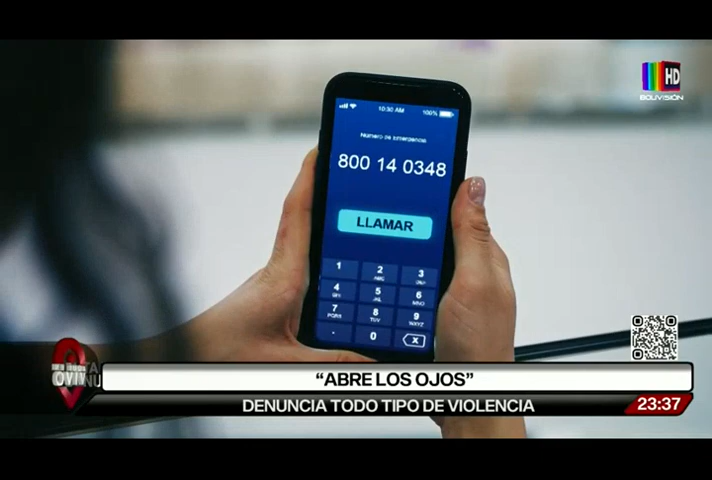 HD
BOLIVISIÓN
10:30 AM
100%
Número de Emergencia
800 14 0348
LLAMAR
1
2
ABC
3
DEF
4
GHI
5
JKL
6
MNO
7
PQRS
8
TUV
9
WXYZ
0
"ABRE LOS OJOS"
DENUNCIA TODO TIPO DE VIOLENCIA
23:37